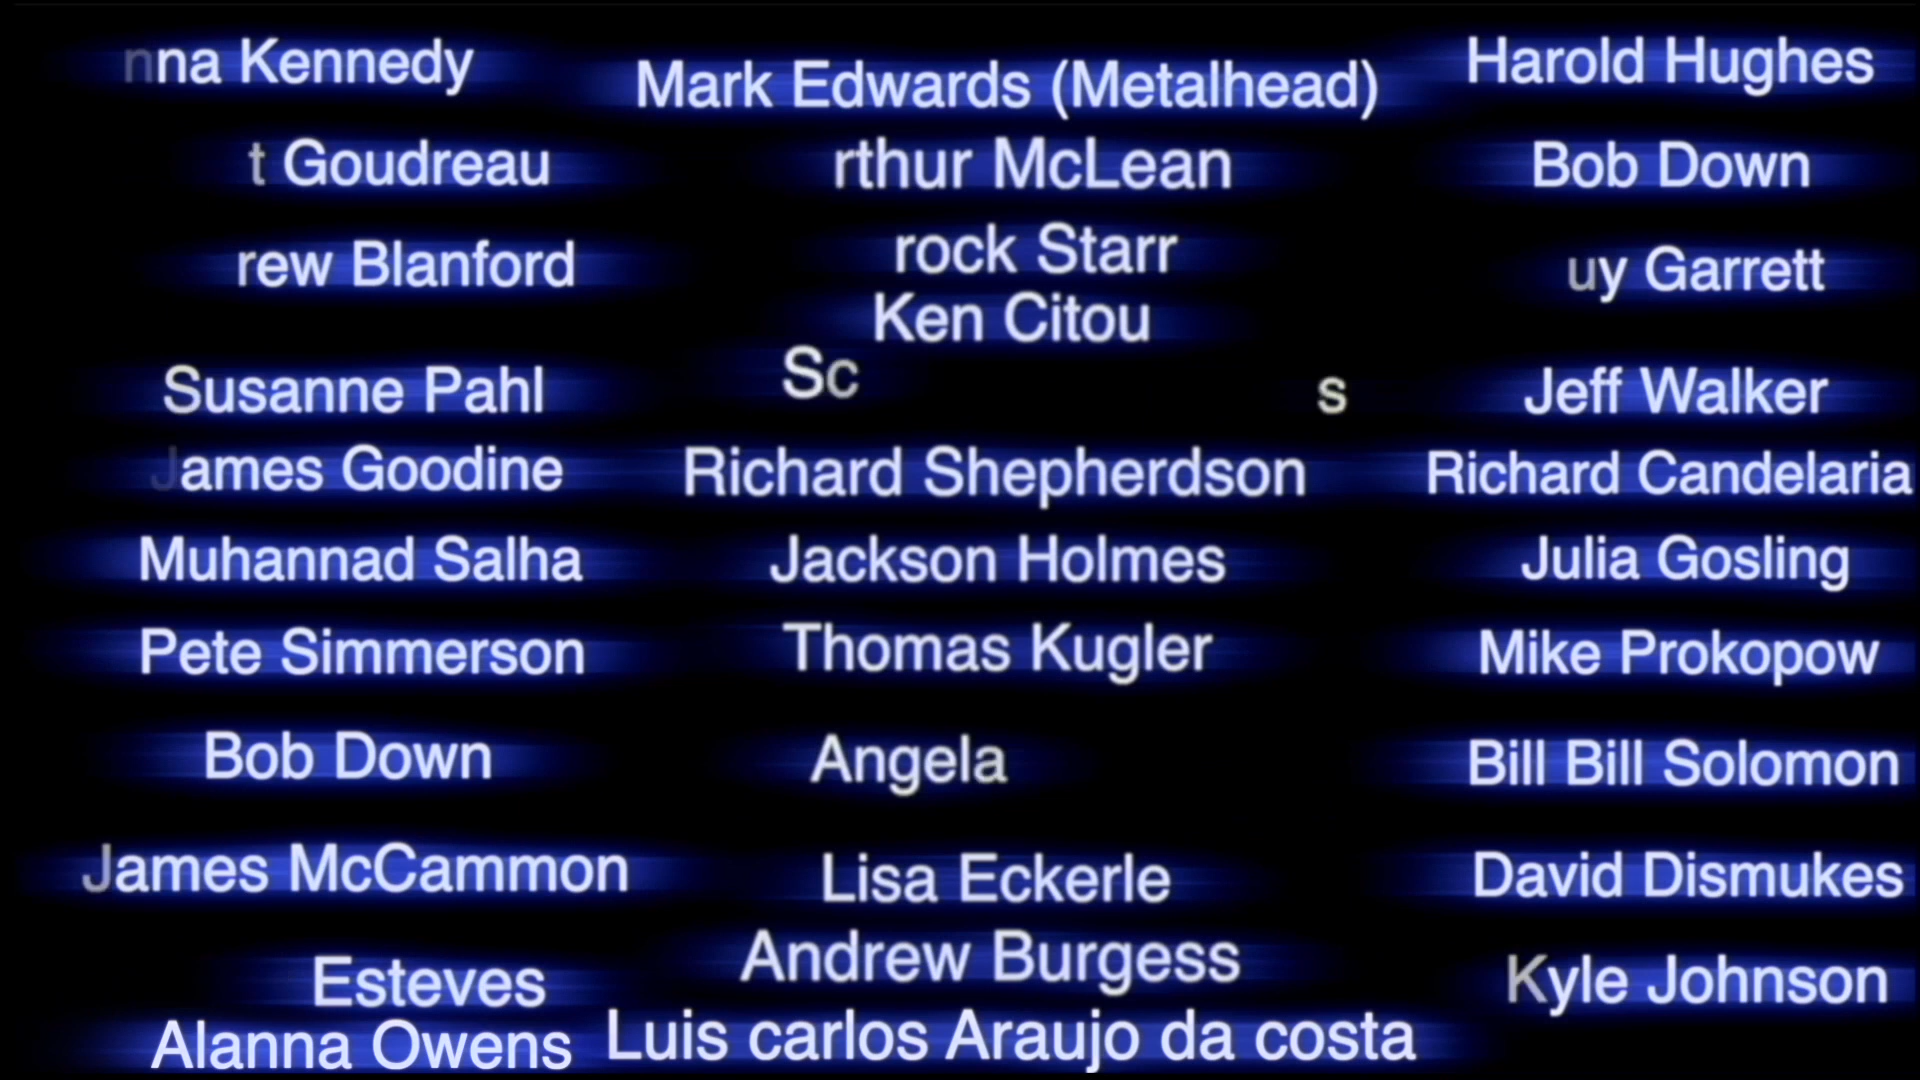 nna Kennedy
Mark Edwards (Metalhead)
Harold Hughes
t Goudreau
rthur McLean
Bob Down
rew Blanford
rock Starr
uy Garrett
Ken Citou
Susanne Pahl
Sc
s
Jeff Walker
James Goodine
Richard Shepherdson
Richard Candelaria
Muhannad Salha
Jackson Holmes
Julia Gosling
Pete Simmerson
Thomas Kugler
Mike Prokopow
Bob Down
Angela
Bill Bill Solomon
James McCammon
Lisa Eckerle
David Dismukes
Esteves
Andrew Burgess
Kyle Johnson
Alanna Owens
Luis carlos Araujo da costa